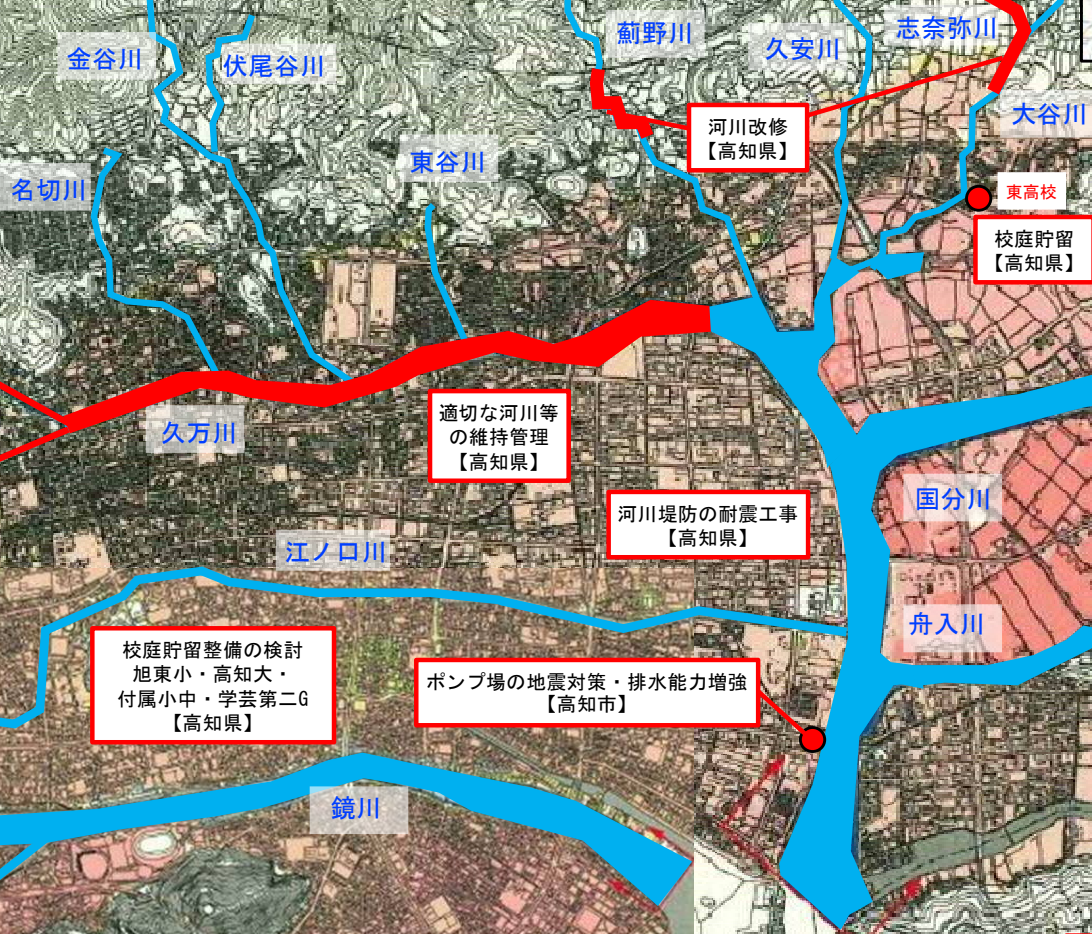 金谷川
伏尾谷川
薊野川
久安川
志奈弥川
大谷川
名切川
東谷川
河川改修
【高知県】
東高校
校庭貯留
【高知県】
久万川
適切な河川等
の維持管理
【高知県】
国分川
河川堤防の耐震工事
【高知県】
江ノ口川
舟入川
校庭貯留整備の検討
旭東小・高知大・
付属小中・学芸第二G
【高知県】
ポンプ場の地震対策・排水能力増強
【高知市】
鏡川